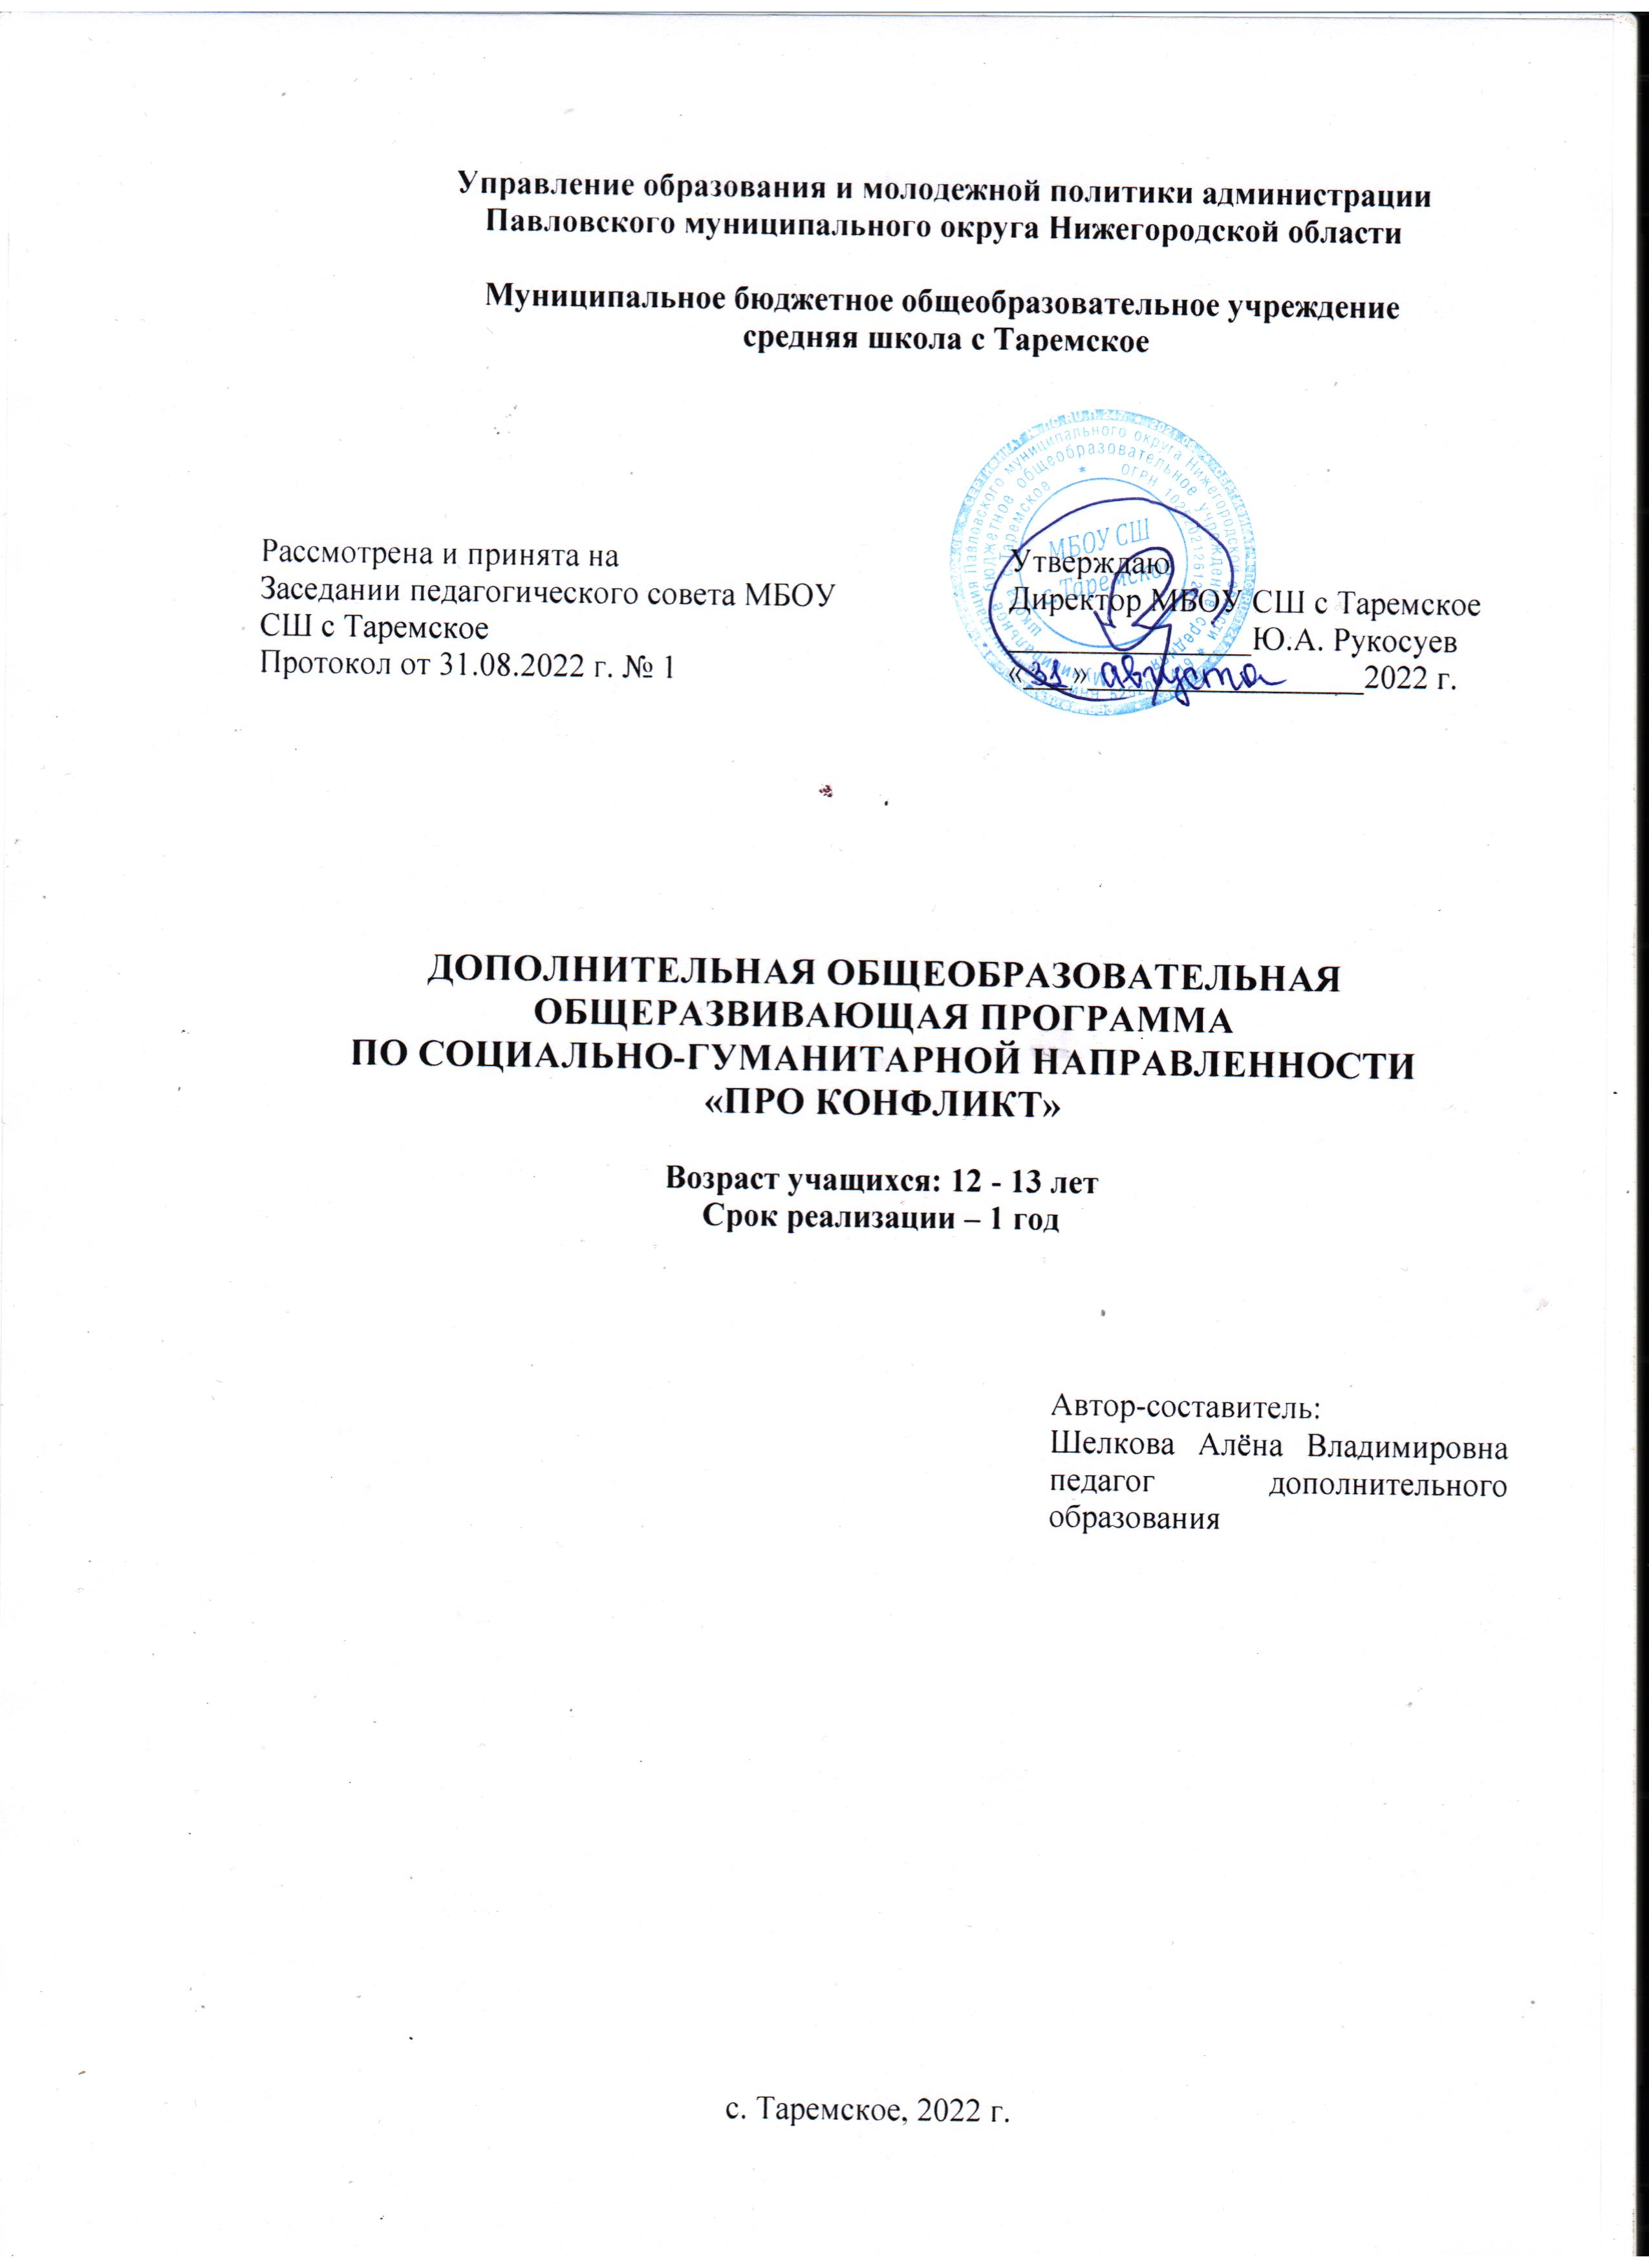 Управление образования и молодежной политики администрации
Павловского муниципального округа Нижегородской области
Муниципальное бюджетное общеобразовательное учреждение
средняя школа с Таремское
Рассмотрена и принята на
Заседании педагогического совета МБОУ
СШ с Таремское
Протокол от 31.08.2022 г. № 1
МБОУ СШ
с Таремское
Утверждаю
Директор МБОУ СШ с Таремское
Ю.А. Рукосуев
«31» августа 2022 г.
ДОПОЛНИТЕЛЬНАЯ ОБЩЕОБРАЗОВАТЕЛЬНАЯ
ОБЩЕРАЗВИВАЮЩАЯ ПРОГРАММА
ПО СОЦИАЛЬНО-ГУМАНИТАРНОЙ НАПРАВЛЕННОСТИ
«ПРО КОНФЛИКТ»
Возраст учащихся: 12 - 13 лет
Срок реализации – 1 год
Автор-составитель:
Шелкова Алёна Владимировна
педагог дополнительного
образования
с. Таремское, 2022 г.